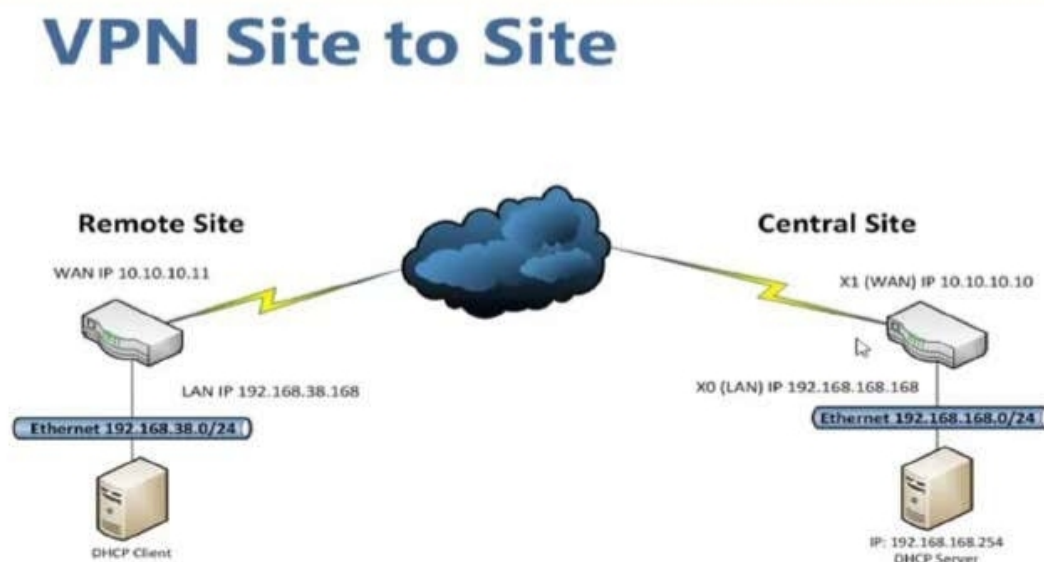 VPN Site to Site
Remote Site
Central Site
WAN IP 10.10.10.11
X1 (WAN) IP 10.10.10.10
LAN IP 192.168.38.168
X0 (LAN) IP 192.168.168.168
Ethernet 192.168.38.0/24
Ethernet 192.168.168.0/24
DHCP Client
IP: 192.168.168.254
DHCP Server